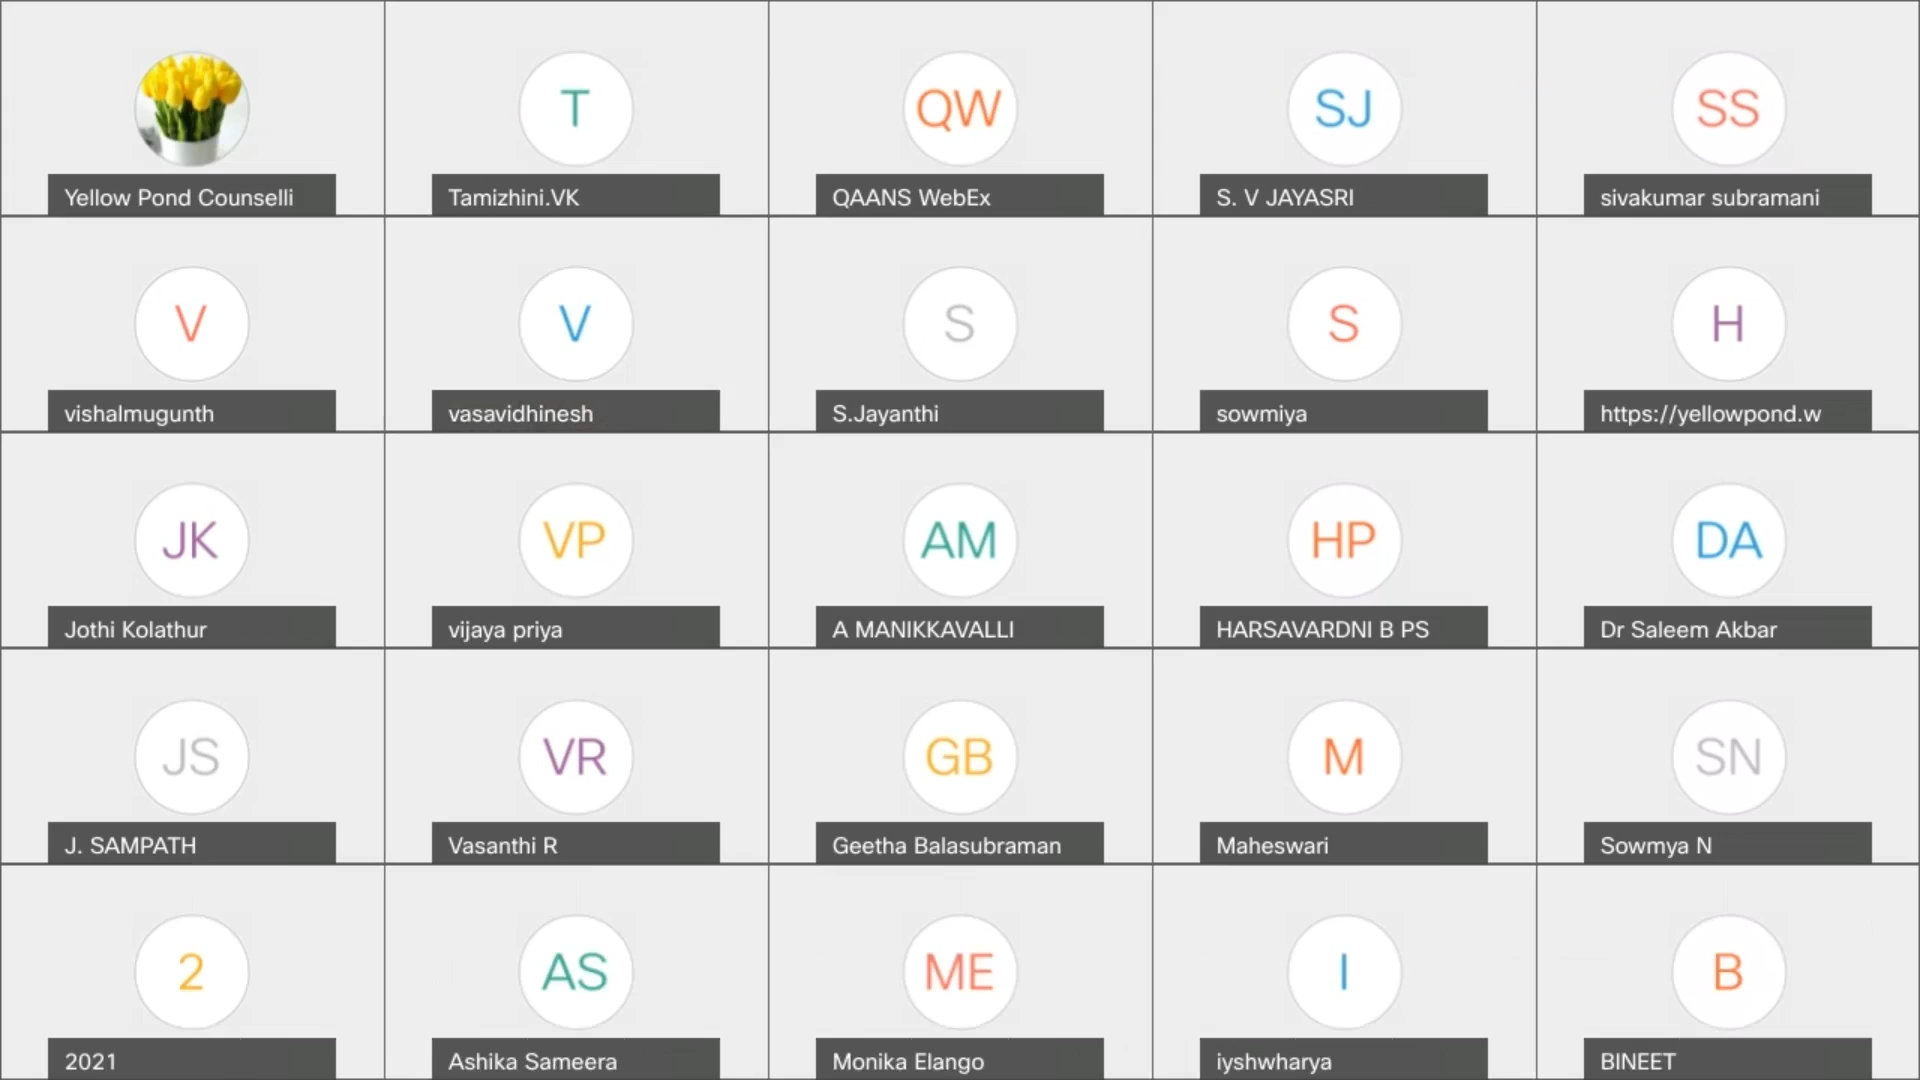 T
QW
SJ
SS
Yellow Pond Counselli
Tamizhini.VK
QAANS WebEx
S. V JAYASRI
sivakumar subramani
V
V
S
S
H
vishalmugunth
vasavidhinesh
S.Jayanthi
sowmiya
https://yellowpond.w
JK
VP
AM
HP
DA
Jothi Kolathur
vijaya priya
A MANIKKAVALLI
HARSAVARDNI B PS
Dr Saleem Akbar
JS
VR
GB
M
SN
J. SAMPATH
Vasanthi R
Geetha Balasubraman
Maheswari
Sowmya N
2
AS
ME
I
B
2021
Ashika Sameera
Monika Elango
iyshwharya
BINEET